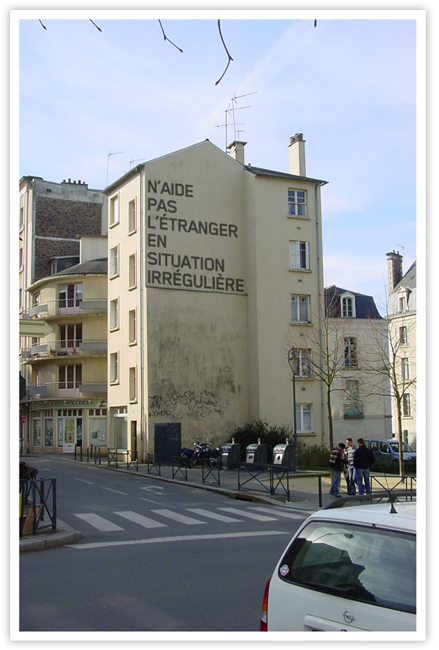 N'AIDE
PAS
L'ÉTRANGER
EN
SITUATION
IRRÉGULIÈRE